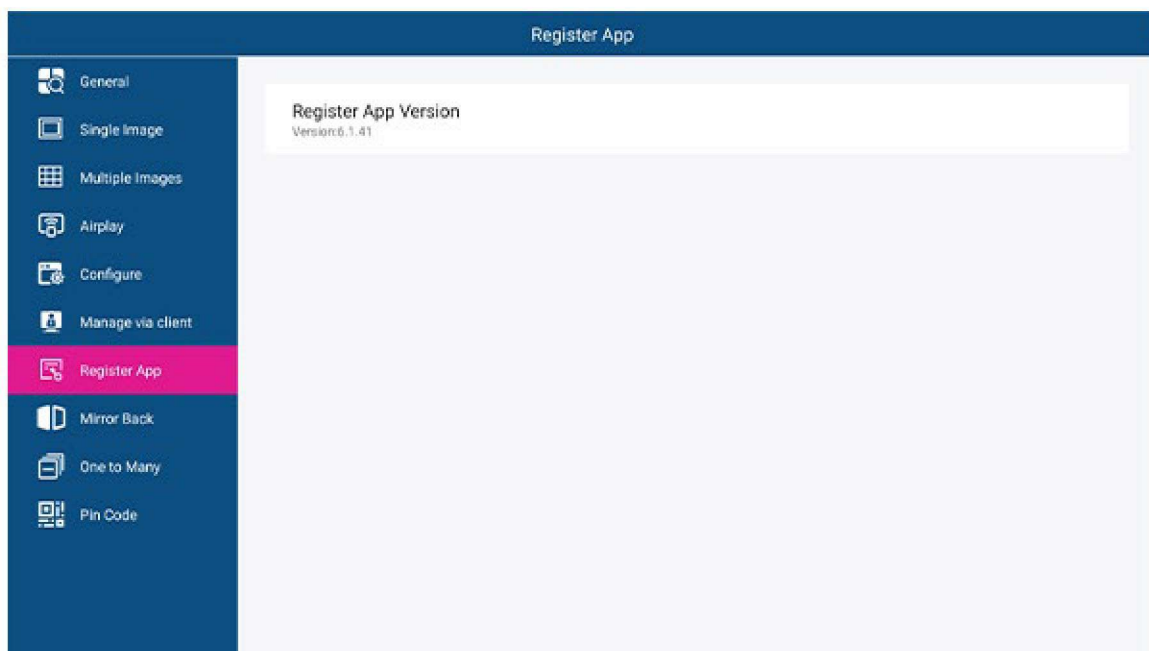 Register App
General
Single Image
Multiple Images
Airplay
Configure
Manage via client
Register App
Mirror Back
One to Many
Pin Code
Register App Version
Version:6.1.41